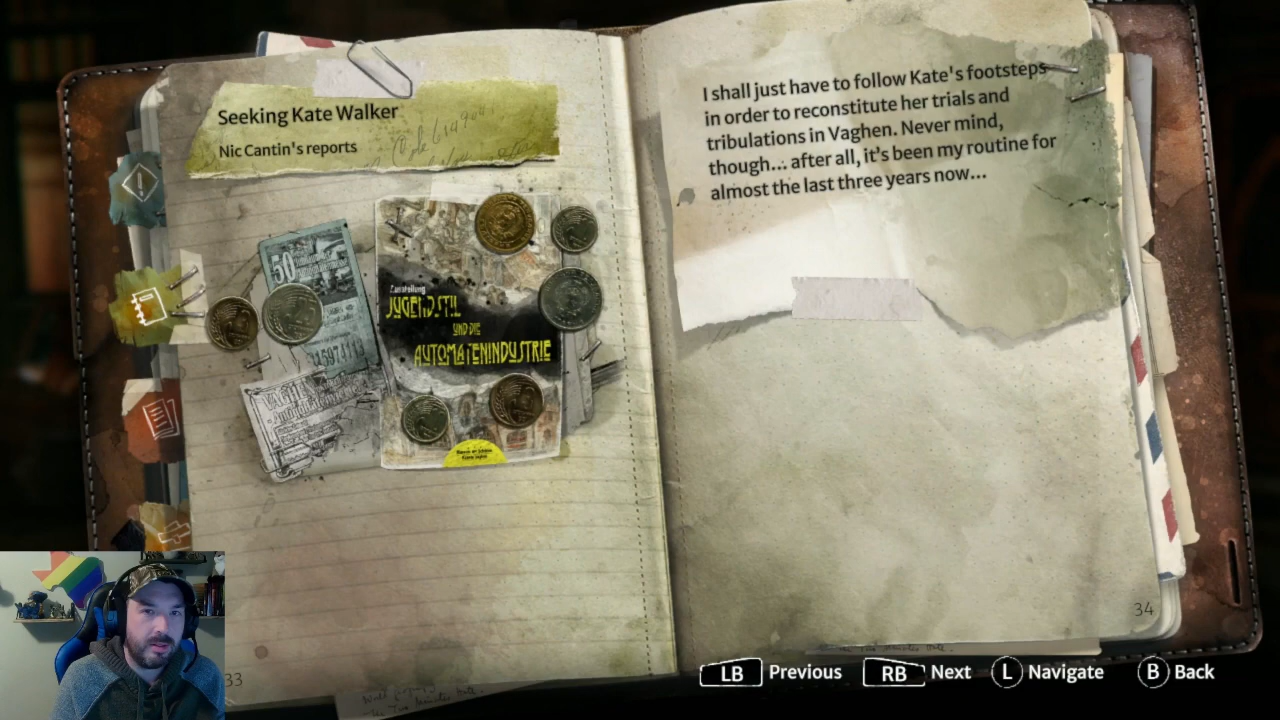 Seeking Kate Walker
Nic Cantin's reports
50
JUGENDSTIL
UND DIE
AUTOMATENINDUSTRIE
33
I shall just have to follow Kate's footsteps
in order to reconstitute her trials and
tribulations in Vaghen. Never mind,
though... after all, it's been my routine for
almost the last three years now...
34
LB Previous RB Next L Navigate B Back